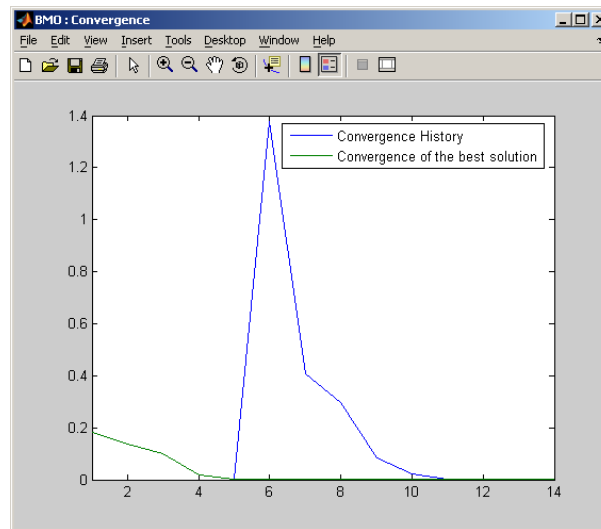 BMO : Convergence
File Edit View Insert Tools Desktop Window Help
1.4
1.2
1
0.8
0.6
0.4
0.2
0
2 4 6 8 10 12 14
Convergence History
Convergence of the best solution